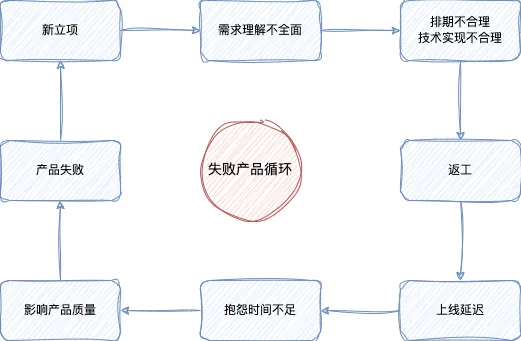 新立项
需求理解不全面
排期不合理
技术实现不合理
产品失败
失败产品循环
返工
影响产品质量
抱怨时间不足
上线延迟